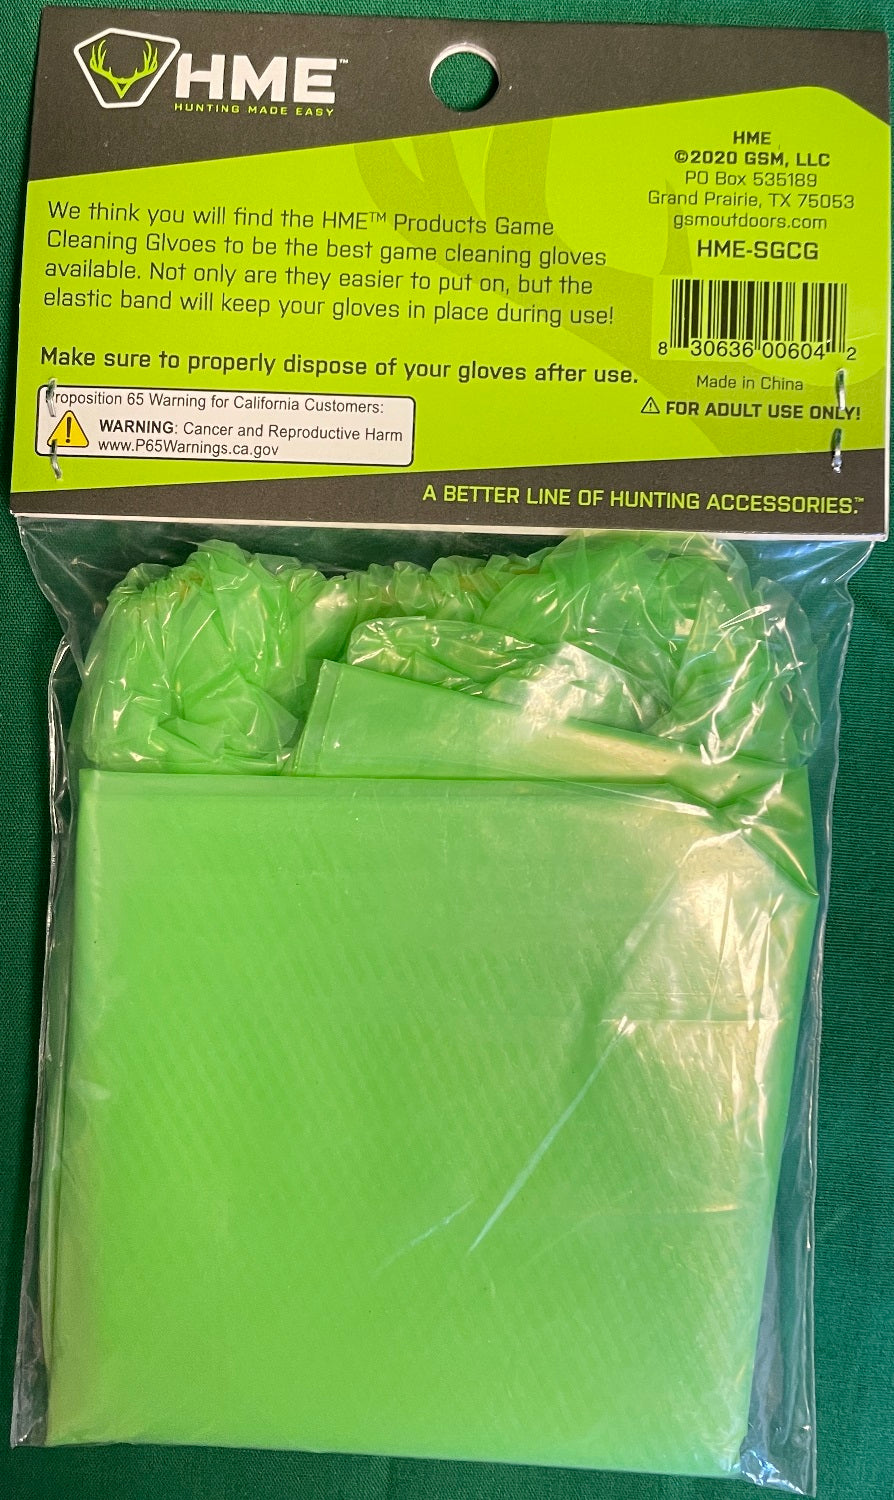 HME™
HUNTING MADE EASY
HME
©2020 GSM, LLC
PO Box 535189
Grand Prairie, TX 75053
gsmoutdoors.com
HME-SGCG
8 30636 00604 2
Made in China
⚠ FOR ADULT USE ONLY!
We think you will find the HME™ Products Game
Cleaning Glvoes to be the best game cleaning gloves
available. Not only are they easier to put on, but the
elastic band will keep your gloves in place during use!
Make sure to properly dispose of your gloves after use.
Proposition 65 Warning for California Customers:
WARNING: Cancer and Reproductive Harm
www.P65Warnings.ca.gov
A BETTER LINE OF HUNTING ACCESSORIES.™